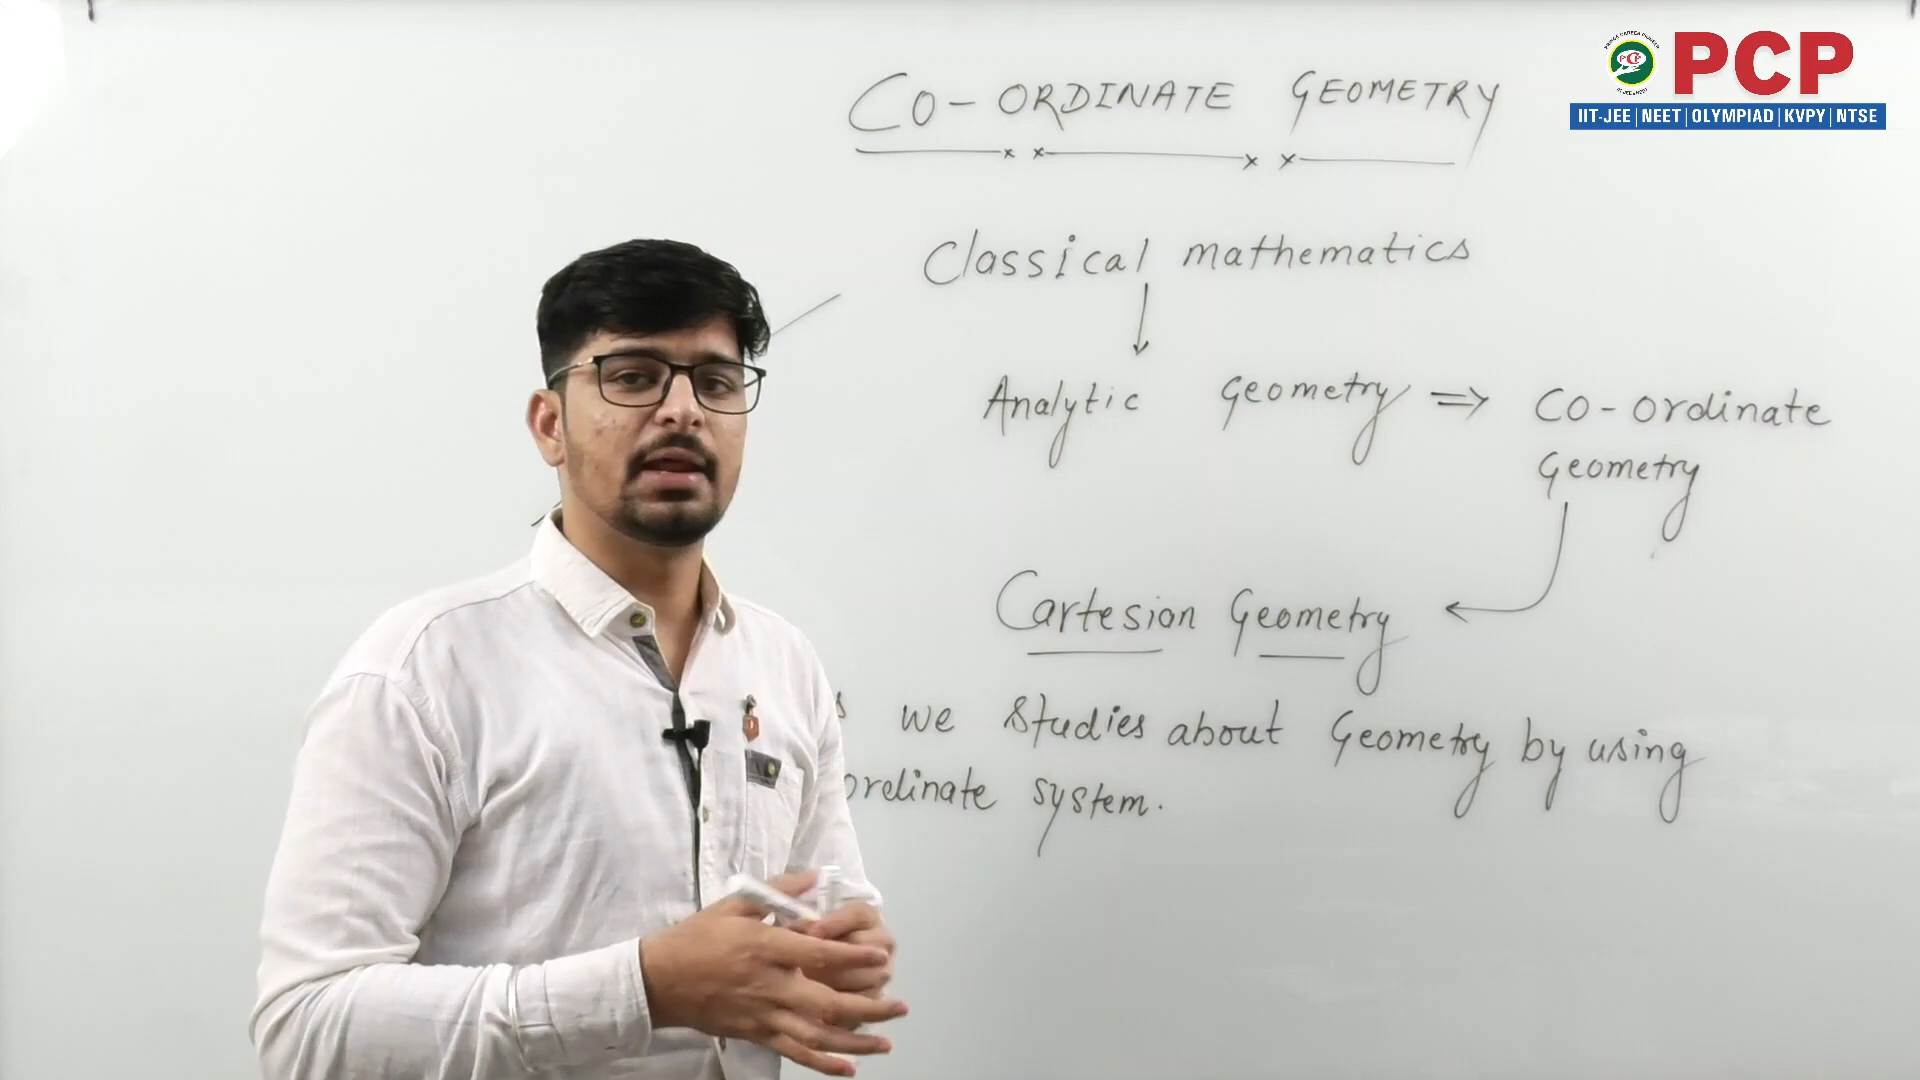 PCP
IIT-JEE | NEET | OLYMPIAD | KVPY | NTSE
CO-ORDINATE GEOMETRY
Classical mathematics
Analytic Geometry ⇒ CO-ordinate
Geometry
Cartesian Geometry
we studies about Geometry by using
system.